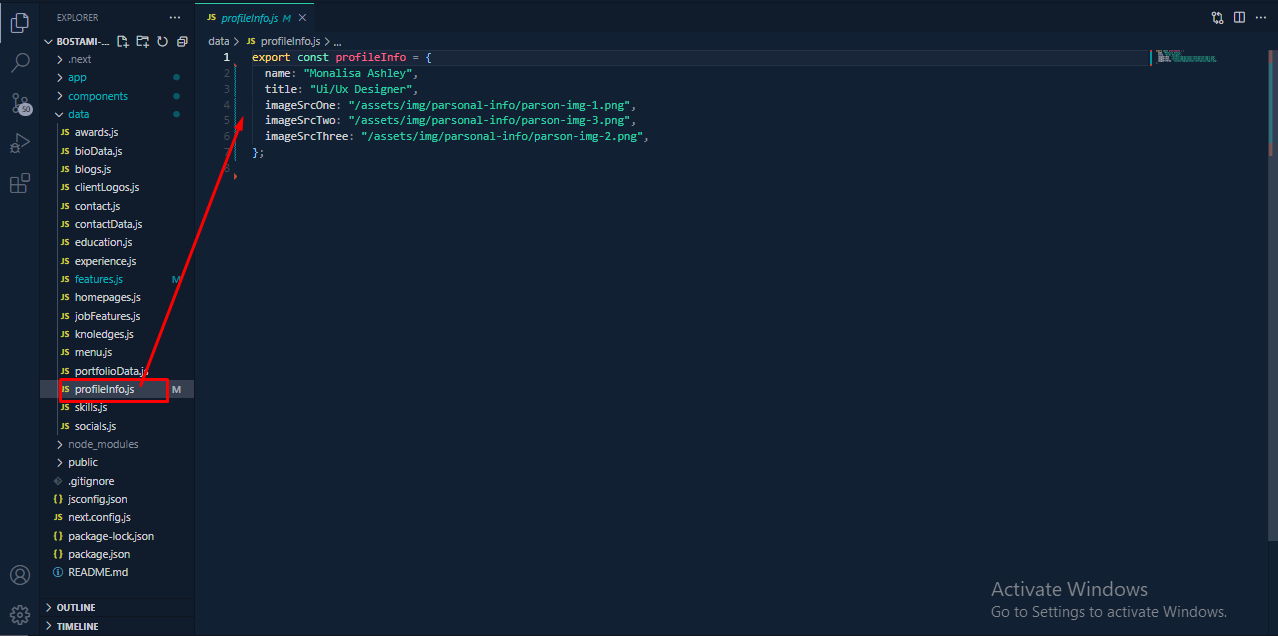 EXPLORER
BOSTAMI-...
.next
app
components
data
JS awards.js
JS bioData.js
JS blogs.js
JS clientLogos.js
JS contact.js
JS contactData.js
JS education.js
JS experience.js
JS features.js M
JS homepages.js
JS jobFeatures.js
JS knoledges.js
JS menu.js
JS portfolioData.js
JS profileInfo.js M
JS skills.js
JS socials.js
node_modules
public
.gitignore
{} jsconfig.json
JS next.config.js
{} package-lock.json
{} package.json
README.md
OUTLINE
TIMELINE
50
JS profileInfo.js M
data > JS profileInfo.js > ...
1 export const profileInfo = {
2 name: "Monalisa Ashley",
3 title: "Ui/Ux Designer",
4 imageSrcOne: "/assets/img/parsonal-info/parson-img-1.png",
5 imageSrcTwo: "/assets/img/parsonal-info/parson-img-3.png",
6 imageSrcThree: "/assets/img/parsonal-info/parson-img-2.png",
7 };
8
Activate Windows
Go to Settings to activate Windows.